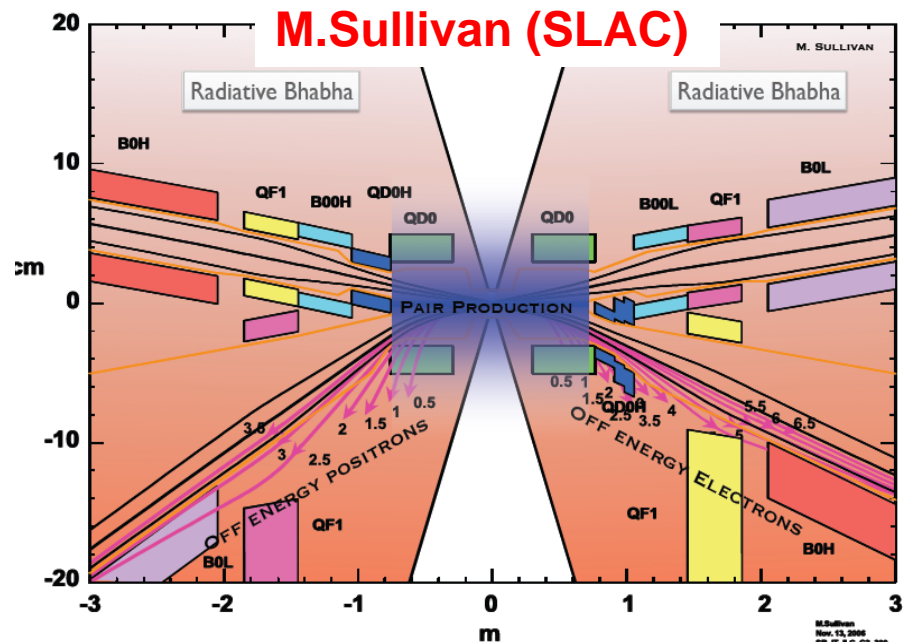 M.Sullivan (SLAC)
M. SULLIVAN
Radiative Bhabha
Radiative Bhabha
20
10
0
-10
-20
cm
B0H
QF1
B00H
QD0H
QD0
QD0
B00L
QF1
B0L
PAIR PRODUCTION
3.5
3
2.5
2
1.5
1
0.5
0.5
1
1.5
2
2.5
3.5
4
5
5.5
6
6.5
QD0H
OFF ENERGY POSITRONS
OFF ENERGY ELECTRONS
B0L
QF1
QF1
B0H
-3
-2
-1
0
1
2
3
m
M.Sullivan
Nov. 13, 2006